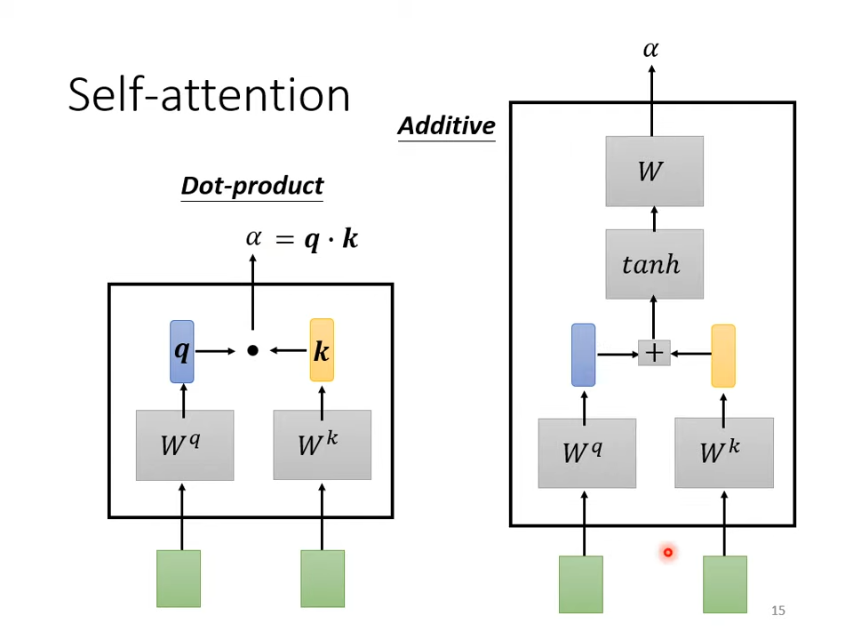 Self-attention
Dot-product
α = q · k
q
k
W^q
W^k
Additive
α
W
tanh
+
W^q
W^k
15